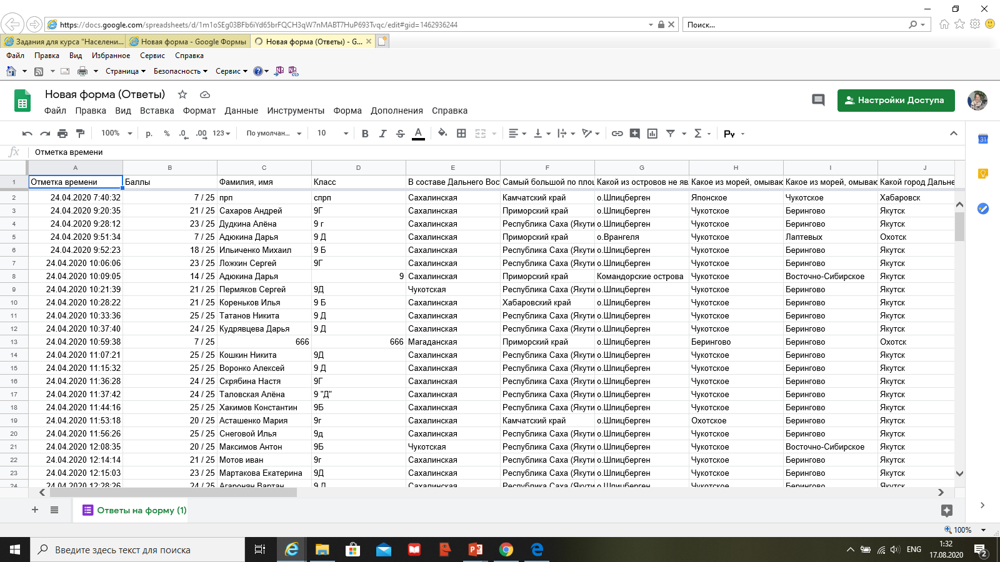 https://docs.google.com/spreadsheets/d/1m1oSEg03BFb6iYd65brFQCH3qW7nMABT7HuP693Tvqc/edit#gid=1462936244 Поиск...
Задания для курса "Населени... Новая форма - Google Формы Новая форма (Ответы) - G...
Файл Правка Вид Избранное Сервис Справка
Страница Безопасность Сервис
Новая форма (Ответы) Настройки Доступа
Файл Правка Вид Вставка Формат Данные Инструменты Форма Дополнения Справка
100% р. % .0 .00 123 По умолчан... 10 B I S A Σ Ру 31
fx Отметка времени
A B C D E F G H I J
1 Отметка времени Баллы Фамилия, имя Класс В составе Дальнего Вос Самый большой по площ Какой из островов не яв Какое из морей, омываю Какое из морей, омываю Какой город Дальне
2 24.04.2020 7:40:32 7 / 25 прп спрп Сахалинская Камчатский край о.Шпицберген Японское Чукотское Хабаровск
3 24.04.2020 9:20:35 21 / 25 Сахаров Андрей 9Г Сахалинская Приморский край о.Шпицберген Чукотское Берингово Якутск
4 24.04.2020 9:28:12 23 / 25 Дудкина Алёна 9 г Сахалинская Республика Саха (Якути о.Шпицберген Чукотское Берингово Якутск
5 24.04.2020 9:51:34 7 / 25 Адюкина Дарья 9 Д Сахалинская Приморский край о.Врангеля Чукотское Лаптевых Охотск
6 24.04.2020 9:52:23 18 / 25 Ильиченко Михаил 9 Б Сахалинская Республика Саха (Якути о.Шпицберген Чукотское Берингово Якутск
7 24.04.2020 10:06:06 23 / 25 Ложкин Сергей 9Г Сахалинская Республика Саха (Якути о.Шпицберген Чукотское Берингово Якутск
8 24.04.2020 10:09:05 14 / 25 Адюкина Дарья 9 Сахалинская Приморский край Командорские острова Чукотское Восточно-Сибирское Якутск
9 24.04.2020 10:21:39 21 / 25 Пермяков Сергей 9Д Чукотская Республика Саха (Якути о.Шпицберген Чукотское Берингово Якутск
10 24.04.2020 10:28:22 21 / 25 Кореньков Илья 9 Б Сахалинская Хабаровский край о.Шпицберген Чукотское Берингово Якутск
11 24.04.2020 10:33:36 25 / 25 Татанов Никита 9 Д Сахалинская Республика Саха (Якути о.Шпицберген Чукотское Берингово Якутск
12 24.04.2020 10:37:40 24 / 25 Кудрявцева Дарья 9 Д Сахалинская Республика Саха (Якути о.Шпицберген Чукотское Берингово Якутск
13 24.04.2020 10:59:38 7 / 25 666 666 Магаданская Приморский край о.Шпицберген Берингово Берингово Охотск
14 24.04.2020 11:07:21 25 / 25 Кошкин Никита 9Д Сахалинская Республика Саха (Якути о.Шпицберген Чукотское Берингово Якутск
15 24.04.2020 11:15:32 25 / 25 Воронко Алексей 9 Д Сахалинская Республика Саха (Якути о.Шпицберген Чукотское Берингово Якутск
16 24.04.2020 11:36:28 24 / 25 Скрябина Настя 9Г Сахалинская Республика Саха (Якути о.Шпицберген Чукотское Берингово Якутск
17 24.04.2020 11:37:42 24 / 25 Таловская Алёна 9 "Д" Сахалинская Республика Саха (Якути о.Шпицберген Чукотское Берингово Якутск
18 24.04.2020 11:44:16 25 / 25 Хакимов Константин 9Б Сахалинская Республика Саха (Якути о.Шпицберген Чукотское Берингово Якутск
19 24.04.2020 11:53:18 20 / 25 Асташенко Мария 9г Сахалинская Камчатский край о.Шпицберген Охотское Берингово Якутск
20 24.04.2020 11:56:26 25 / 25 Снеговой Илья 9д Сахалинская Республика Саха (Якути о.Шпицберген Чукотское Берингово Якутск
21 24.04.2020 12:08:35 20 / 25 Максимов Антон 9Б Чукотская Республика Саха (Якути о.Шпицберген Чукотское Восточно-Сибирское Якутск
22 24.04.2020 12:14:14 21 / 25 Мотов иван 9г Сахалинская Республика Саха (Якути о.Шпицберген Чукотское Берингово Якутск
23 24.04.2020 12:15:03 23 / 25 Мартакова Екатерина 9Д Сахалинская Республика Саха (Якути о.Шпицберген Чукотское Берингово Якутск
24 24.04.2020 12:28:26 24 / 25 Агаронян Вартан 9 Д Сахалинская Республика Саха (Якути о.Шпицберген Чукотское Берингово Якутск
Ответы на форму (1)
100%
Введите здесь текст для поиска ENG 1:32
17.08.2020 2